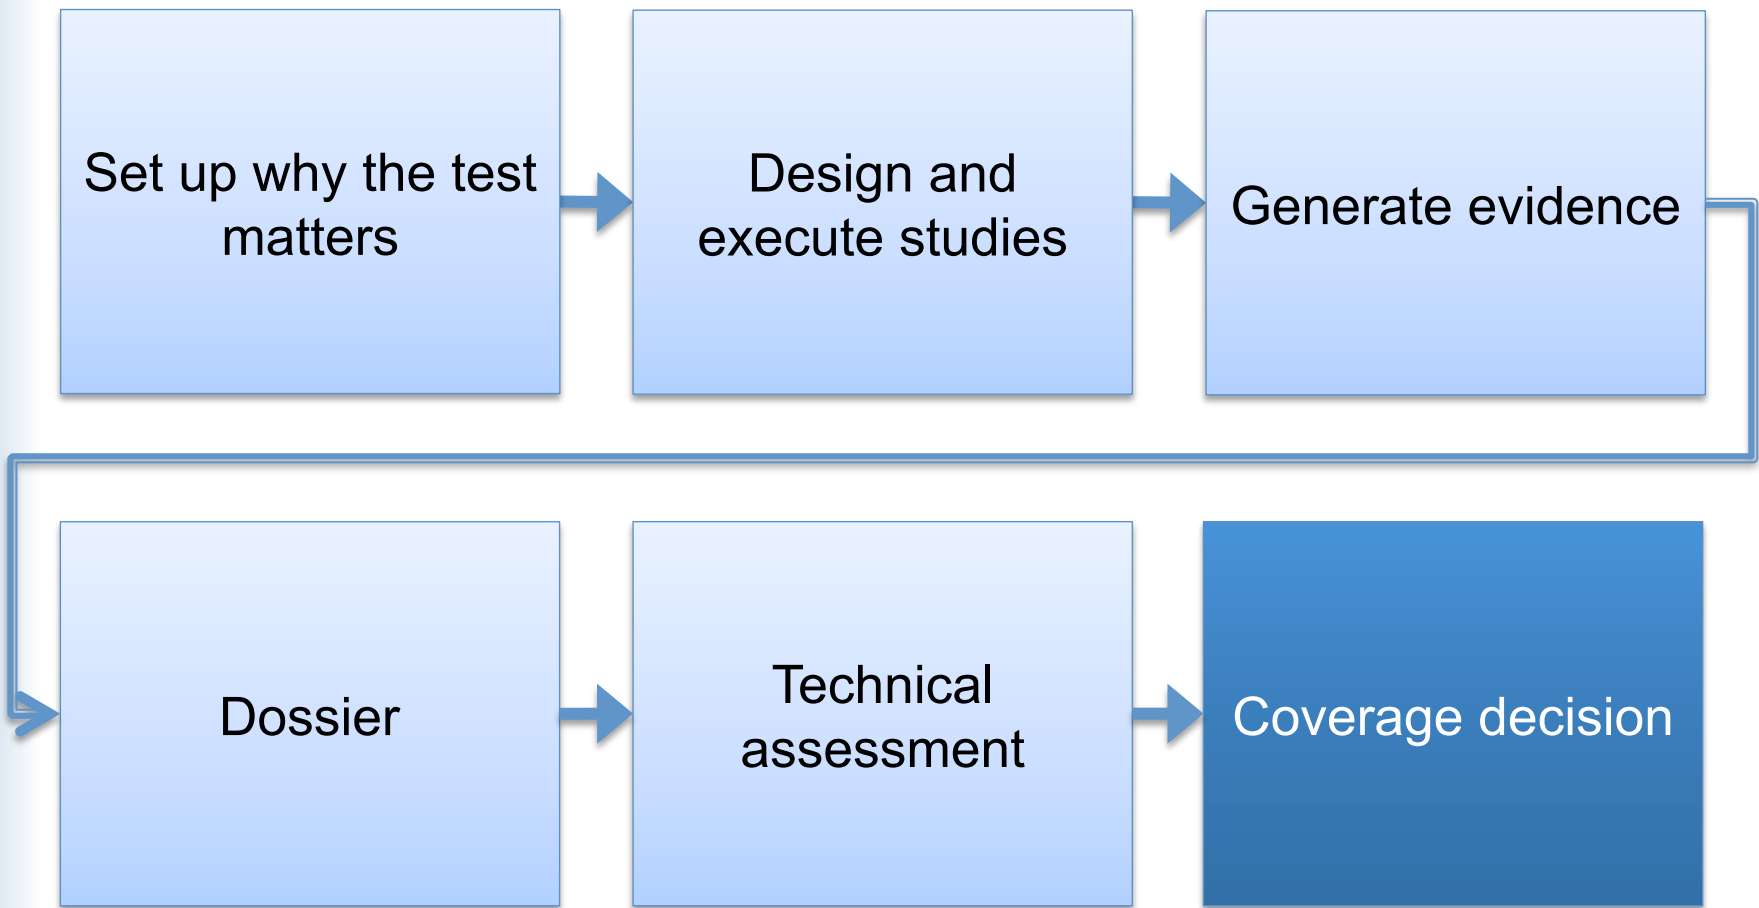 Set up why the test
matters
Design and
execute studies
Generate evidence
Dossier
Technical
assessment
Coverage decision